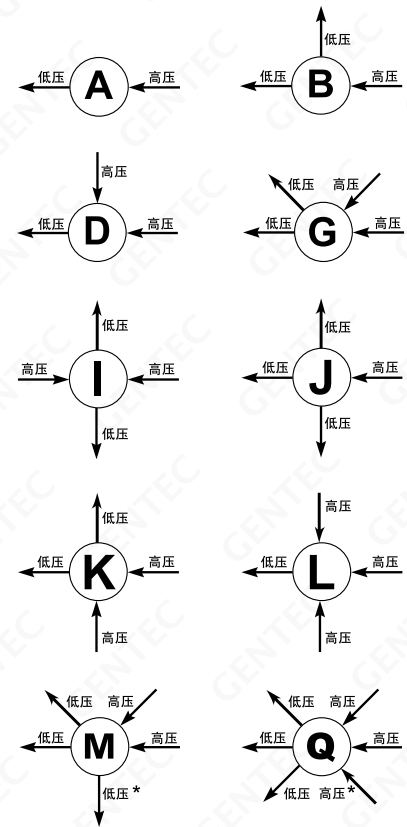 低压 A 高压
低压
低压 B 高压
高压
低压 D 高压
低压 高压
低压 G 高压
低压
高压 I 高压
低压
低压
低压 J 高压
低压
低压
低压 K 高压
高压
高压
低压 L 高压
高压
低压 高压
低压 M 高压
低压*
低压 高压
低压 Q 高压
低压 高压*
GENTEC